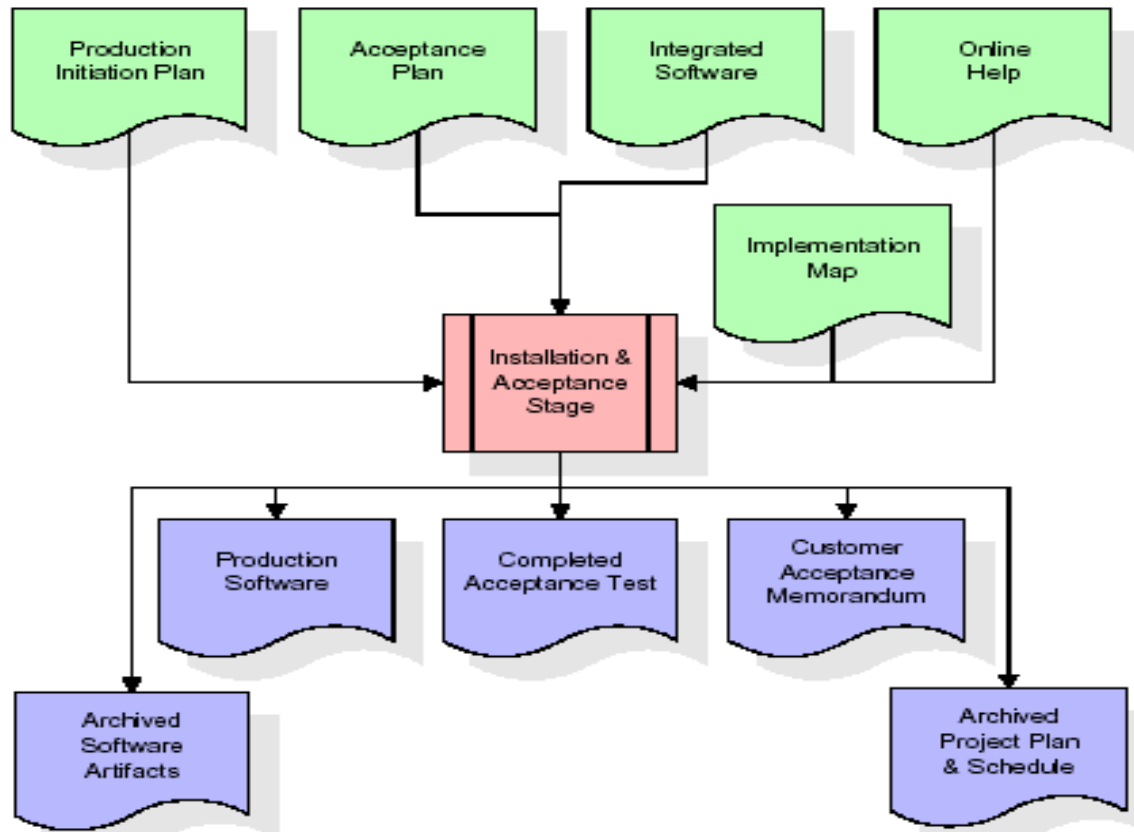 Production
Initiation Plan
Acceptance
Plan
Integrated
Software
Online
Help
Implementation
Map
Installation &
Acceptance
Stage
Production
Software
Completed
Acceptance Test
Customer
Acceptance
Memorandum
Archived
Software
Artifacts
Archived
Project Plan
& Schedule